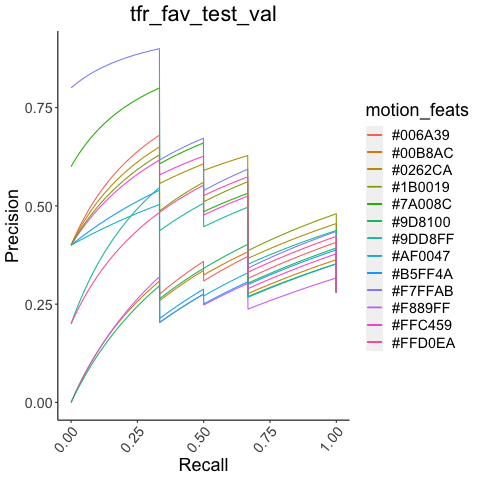 tfr_fav_test_val
Precision
0.75
0.50
0.25
0.00
0.00
0.25
0.50
0.75
1.00
Recall
motion_feats
#006A39
#00B8AC
#0262CA
#1B0019
#7A008C
#9D8100
#9DD8FF
#AF0047
#B5FF4A
#F7FFAB
#F889FF
#FFC459
#FFD0EA